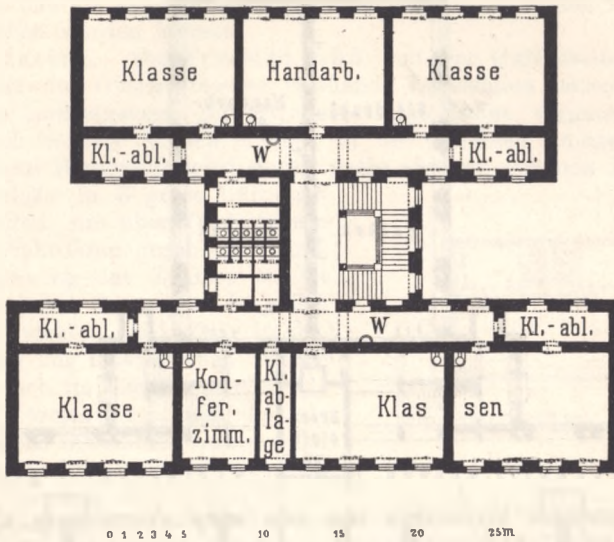 Klasse Handarb. Klasse
Kl.-abl. W Kl.-abl.
Kl.-abl. W Kl.-abl.
Klasse
Kon-
fer.
zimm.
Kl.
ab-
la-
ge
Klas sen
0 1 2 3 4 5 10 15 20 25m